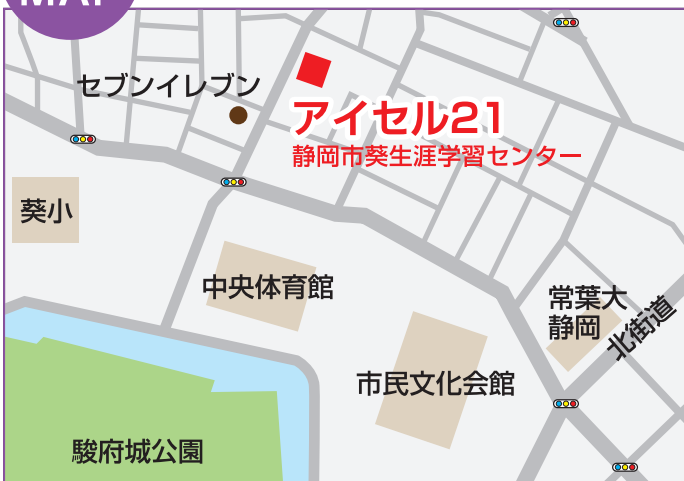 MAP
セブンイレブン
アイセル21
静岡市葵生涯学習センター
葵小
中央体育館
常葉大
静岡
北街道
市民文化会館
駿府城公園